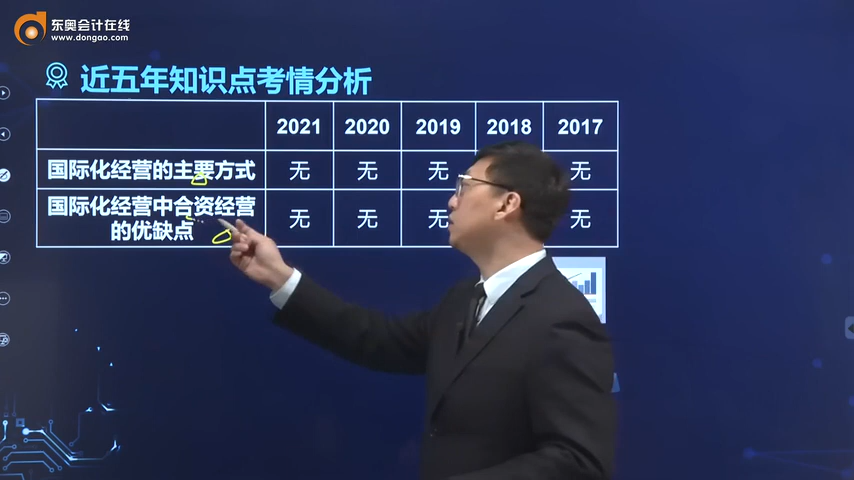 东奥会计在线
www.dongao.com
近五年知识点考情分析
2021 2020 2019 2018 2017
国际化经营的主要方式 无 无 无 无
国际化经营中合资经营的优缺点 无 无 无 无